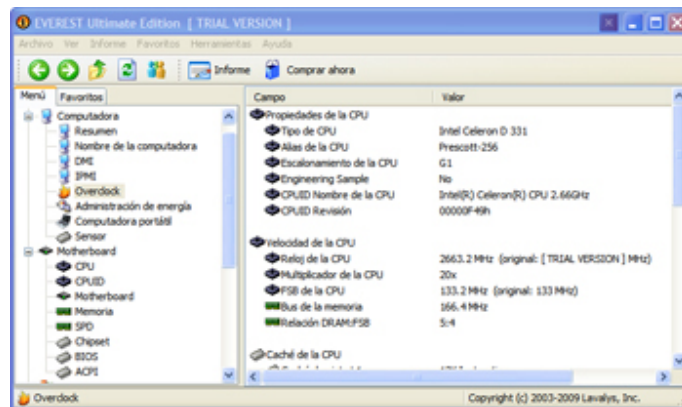 EVEREST Ultimate Edition [ TRIAL VERSION ]
Archivo Ver Informe Favoritos Herramientas Ayuda
Informe Comprar ahora
Menú Favoritos
Campo Valor
Computadora
Resumen
Nombre de la computadora
DMI
IPMI
Overclock
Administración de energía
Computadora portátil
Sensor
Motherboard
CPU
CPUID
Motherboard
Memoria
SPD
Chipset
BIOS
ACPI
Propiedades de la CPU
Tipo de CPU Intel Celeron D 331
Alias de la CPU Prescott-256
Escalonamiento de la CPU G1
Engineering Sample No
CPUID Nombre de la CPU Intel(R) Celeron(R) CPU 2.66GHz
CPUID Revisión 00000F49h
Velocidad de la CPU
Reloj de la CPU 2663.2 MHz (original: [ TRIAL VERSION ] MHz)
Multiplicador de la CPU 20x
FSB de la CPU 133.2 MHz (original: 133 MHz)
Bus de la memoria 166.4 MHz
Relación DRAM:FSB 5:4
Caché de la CPU
Overclock
Copyright (c) 2003-2009 Lavalys, Inc.